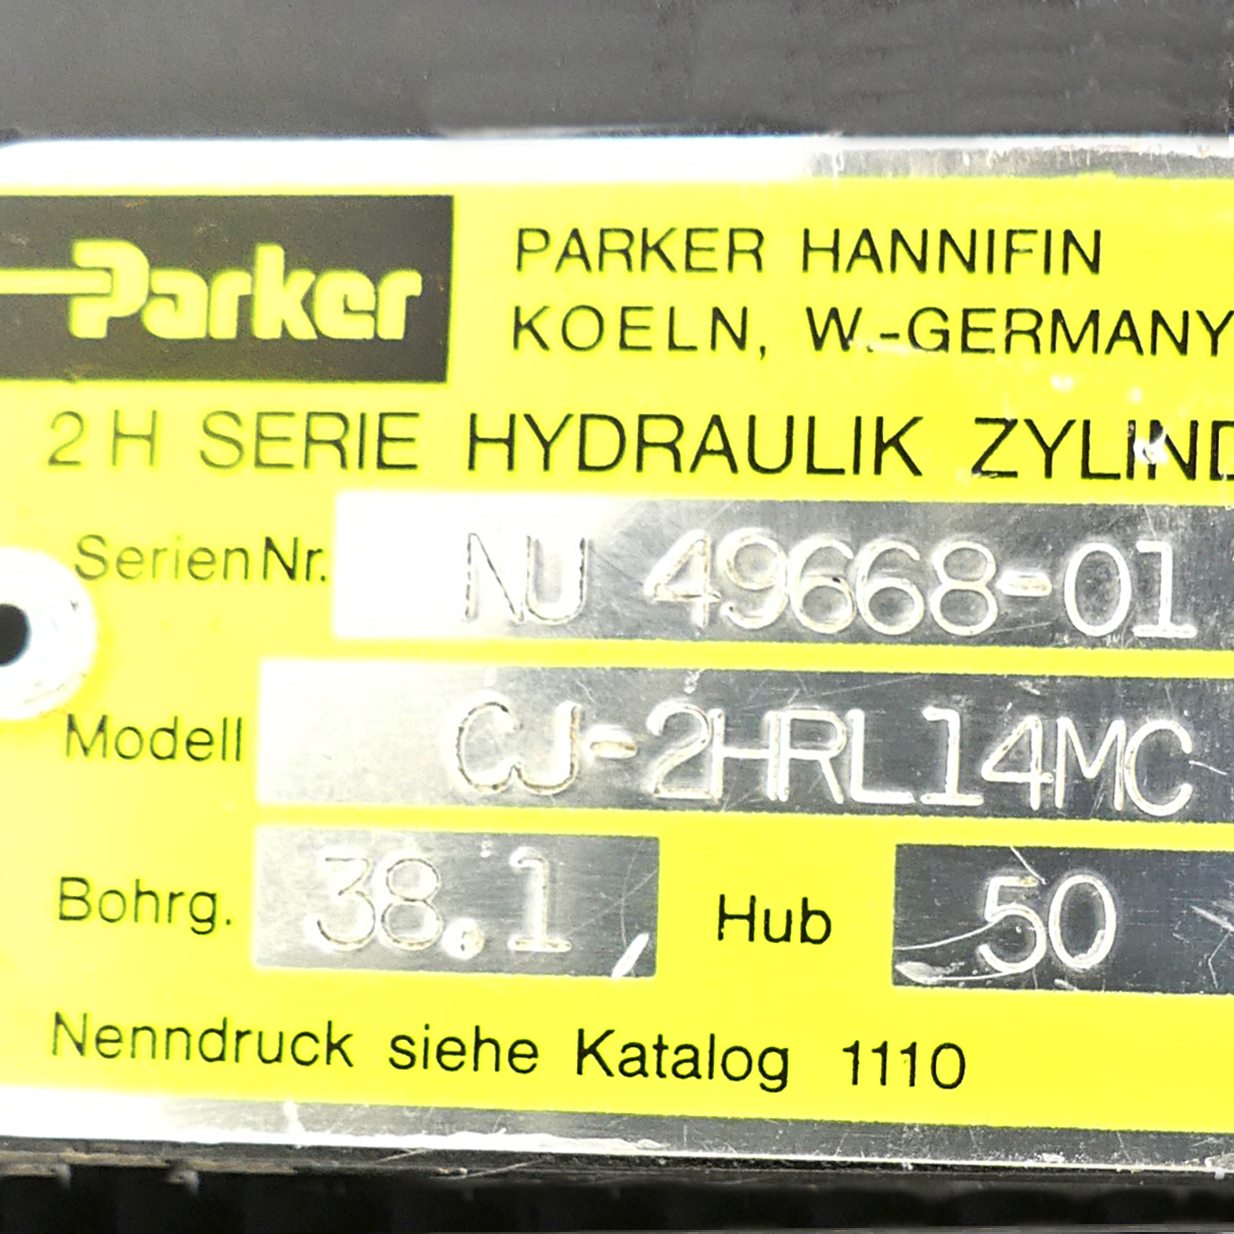 Parker
PARKER HANNIFIN
KOELN, W.-GERMANY
2H SERIE HYDRAULIK ZYLIND
Serien Nr. NU 49668-01
Modell CJ-2HRL14MC
Bohrg. 38.1 Hub 50
Nenndruck siehe Katalog 1110